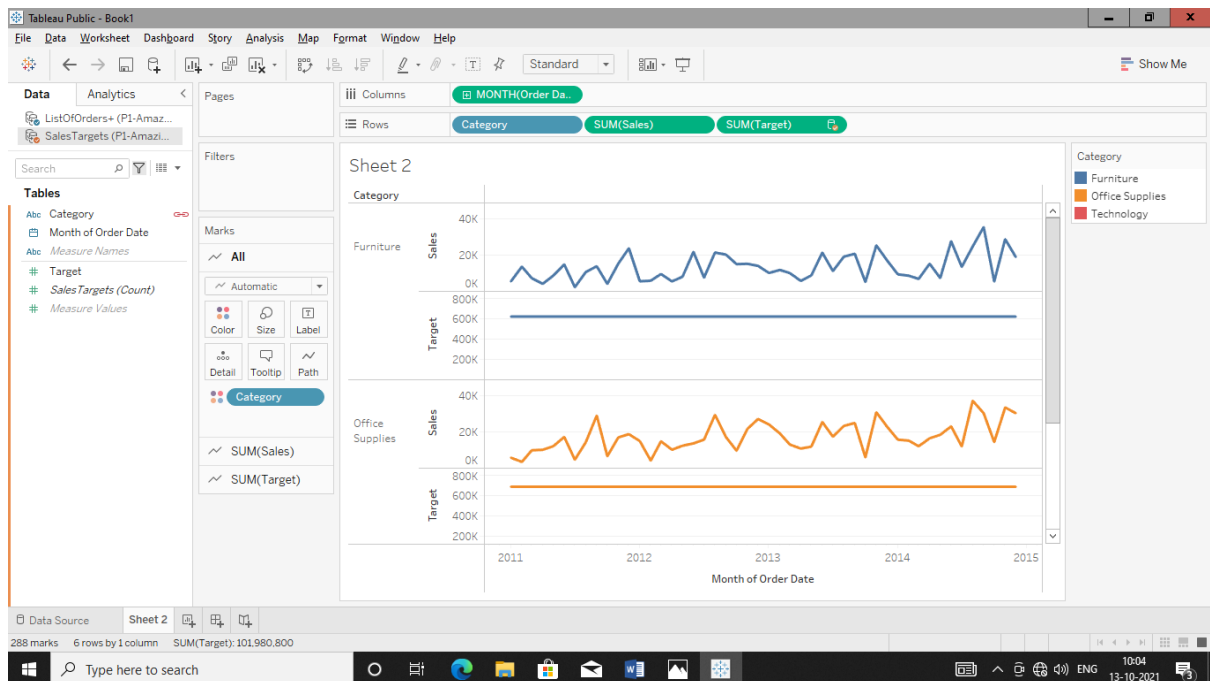 Tableau Public - Book1
File Data Worksheet Dashboard Story Analysis Map Format Window Help
Standard
Show Me
Data Analytics
ListOfOrders+ (P1-Amaz...
SalesTargets (P1-Amazi...
Search
Tables
Abc Category
Month of Order Date
Abc Measure Names
# Target
# SalesTargets (Count)
# Measure Values
Pages
Filters
Marks
All
Automatic
Color Size Label
Detail Tooltip Path
Category
SUM(Sales)
SUM(Target)
Columns MONTH(Order Da..
Rows Category SUM(Sales) SUM(Target)
Sheet 2
Category
Furniture
Sales
40K
20K
0K
Target
800K
600K
400K
200K
Office
Supplies
Sales
40K
20K
0K
Target
800K
600K
400K
200K
2011 2012 2013 2014 2015
Month of Order Date
Category
Furniture
Office Supplies
Technology
Data Source Sheet 2
288 marks 6 rows by 1 column SUM(Target): 101,980,800
Type here to search
ENG
10:04
13-10-2021
3